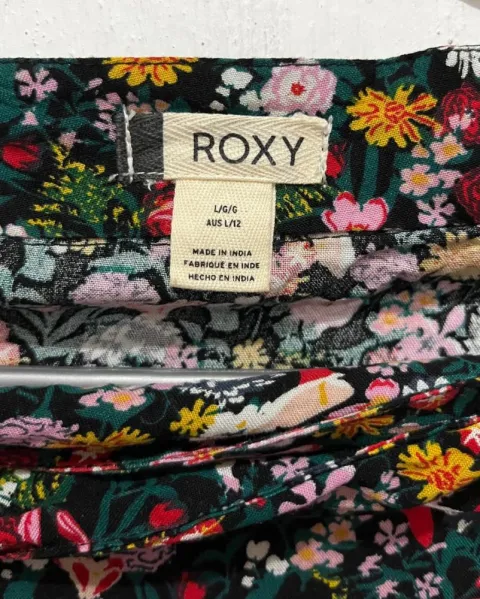 ROXY
L/G/G
AUS L/12
MADE IN INDIA
FABRIQUÉ EN INDE
HECHO EN INDIA